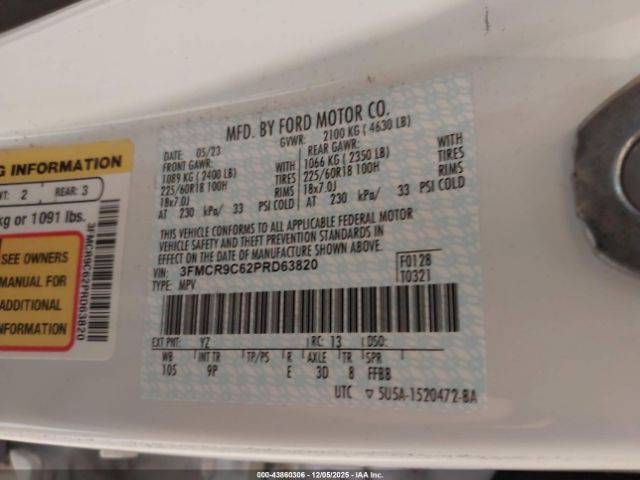 MFD. BY FORD MOTOR CO.
DATE: 05/23 GVWR: 2100 KG ( 4630 LB)
FRONT GAWR: REAR GAWR:
1089 KG ( 2400 LB) WITH 1066 KG ( 2350 LB) WITH
225/60R18 100H TIRES 225/60R18 100H TIRES
18x7.0J RIMS 18x7.0J RIMS
AT 230 kPa/ 33 PSI COLD AT 230 kPa/ 33 PSI COLD
THIS VEHICLE CONFORMS TO ALL APPLICABLE FEDERAL MOTOR
VEHICLE SAFETY AND THEFT PREVENTION STANDARDS IN
EFFECT ON THE DATE OF MANUFACTURE SHOWN ABOVE.
VIN: 3FMCR9C62PRD63820 F0128
TYPE: MPV T0321
EXT PNT: YZ RC: 13 DSO:
WB INT TR TP/PS R AXLE TR SPR
105 9P E 3D 8 FFBB
UTC ▽ 5U5A-1520472-BA
G INFORMATION
NT: 2 REAR: 3
kg or 1091 lbs.
SEE OWNERS
MANUAL FOR
ADDITIONAL
INFORMATION
3FMCR9C62PRD63820
000-43860306 - 12/05/2025 - IAAI Inc.